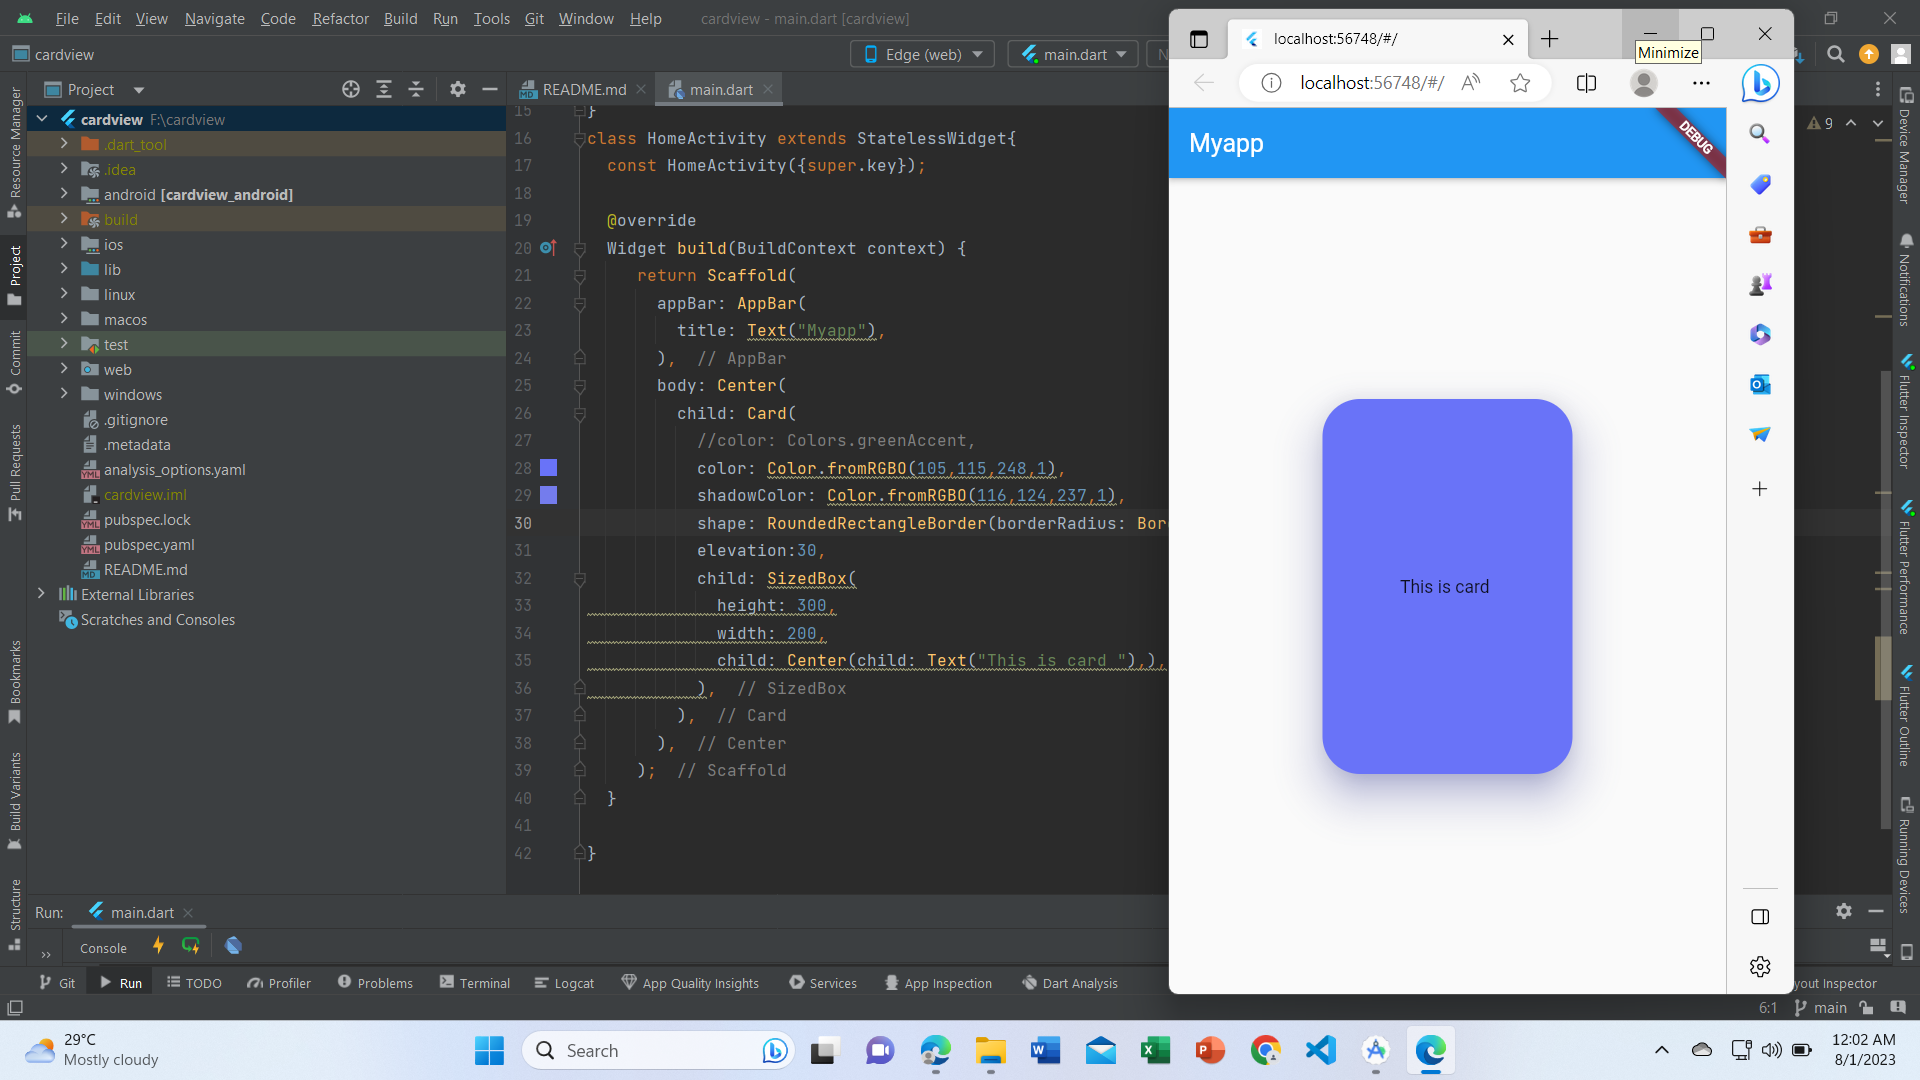 File Edit View Navigate Code Refactor Build Run Tools Git Window Help cardview - main.dart [cardview]
cardview Edge (web) main.dart
Project README.md main.dart
Resource Manager
Project
Commit
Pull Requests
Bookmarks
Build Variants
Structure
cardview F:\cardview
.dart_tool
.idea
android [cardview_android]
build
ios
lib
linux
macos
test
web
windows
.gitignore
.metadata
analysis_options.yaml
cardview.iml
pubspec.lock
pubspec.yaml
README.md
External Libraries
Scratches and Consoles
15 }
16 class HomeActivity extends StatelessWidget{
17 const HomeActivity({super.key});
18
19 @override
20 Widget build(BuildContext context) {
21 return Scaffold(
22 appBar: AppBar(
23 title: Text("Myapp"),
24 ), // AppBar
25 body: Center(
26 child: Card(
27 //color: Colors.greenAccent,
28 color: Color.fromRGBO(105,115,248,1),
29 shadowColor: Color.fromRGBO(116,124,237,1),
30 shape: RoundedRectangleBorder(borderRadius: Bor
31 elevation:30,
32 child: SizedBox(
33 height: 300,
34 width: 200,
35 child: Center(child: Text("This is card "),),
36 ), // SizedBox
37 ), // Card
38 ), // Center
39 ); // Scaffold
40 }
41
42 }
localhost:56748/#/
Minimize
localhost:56748/#/
Myapp
DEBUG
This is card
9
Device Manager
Notifications
Flutter Inspector
Flutter Performance
Flutter Outline
Running Devices
Run: main.dart
Console
Git Run TODO Profiler Problems Terminal Logcat App Quality Insights Services App Inspection Dart Analysis yout Inspector
6:1 main
29°C
Mostly cloudy
Search
12:02 AM
8/1/2023